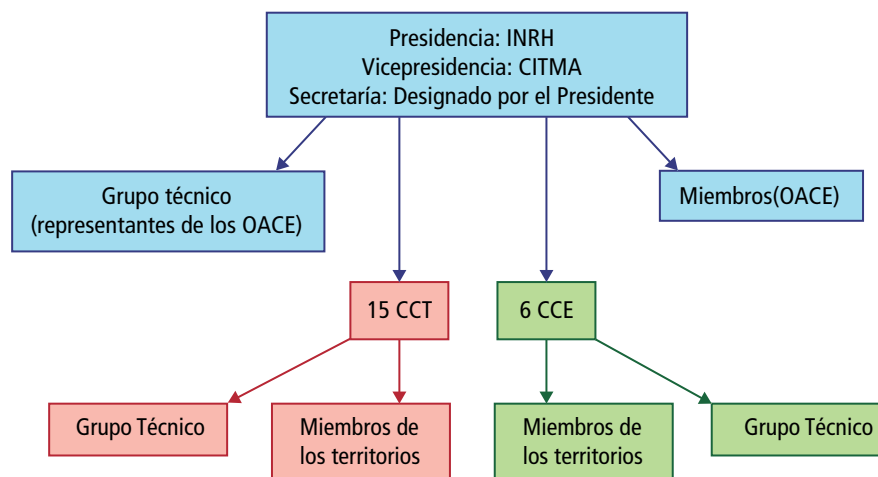 Presidencia: INRH
Vicepresidencia: CITMA
Secretaría: Designado por el Presidente
Grupo técnico
(representantes de los OACE)
Miembros(OACE)
15 CCT
6 CCE
Grupo Técnico
Miembros de
los territorios
Miembros de
los territorios
Grupo Técnico